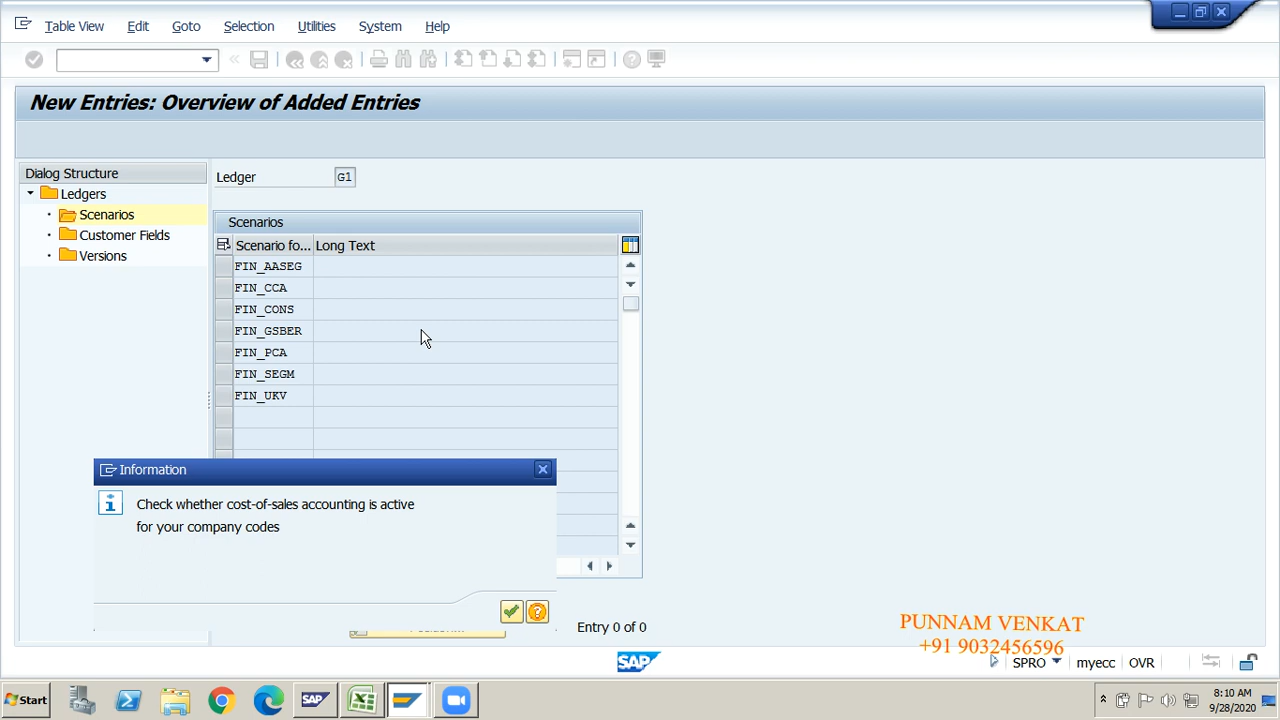 Table View Edit Goto Selection Utilities System Help
New Entries: Overview of Added Entries
Dialog Structure
Ledgers
Scenarios
Customer Fields
Versions
Ledger G1
Scenarios
Scenario fo... Long Text
FIN_AASEG
FIN_CCA
FIN_CONS
FIN_GSBER
FIN_PCA
FIN_SEGM
FIN_UKV
Information
Check whether cost-of-sales accounting is active
for your company codes
Entry 0 of 0
PUNNAM VENKAT
+91 9032456596
SAP
SPRO myecc OVR
Start
SAP
8:10 AM
9/28/2020